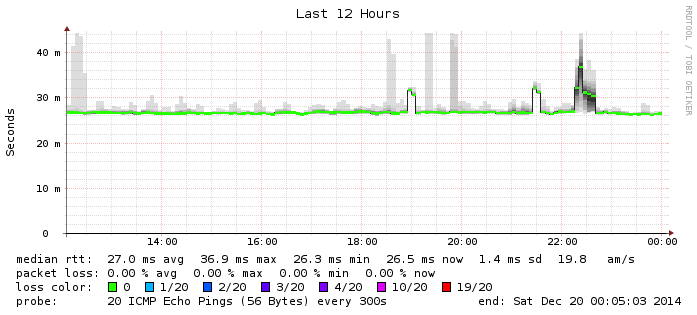 Last 12 Hours
RRDTOOL / TOBI OETIKER
Seconds
40 m
30 m
20 m
10 m
0
14:00 16:00 18:00 20:00 22:00 00:00
median rtt: 27.0 ms avg 36.9 ms max 26.3 ms min 26.5 ms now 1.4 ms sd 19.8 am/s
packet loss: 0.00 % avg 0.00 % max 0.00 % min 0.00 % now
loss color: 0 1/20 2/20 3/20 4/20 10/20 19/20
probe: 20 ICMP Echo Pings (56 Bytes) every 300s end: Sat Dec 20 00:05:03 2014